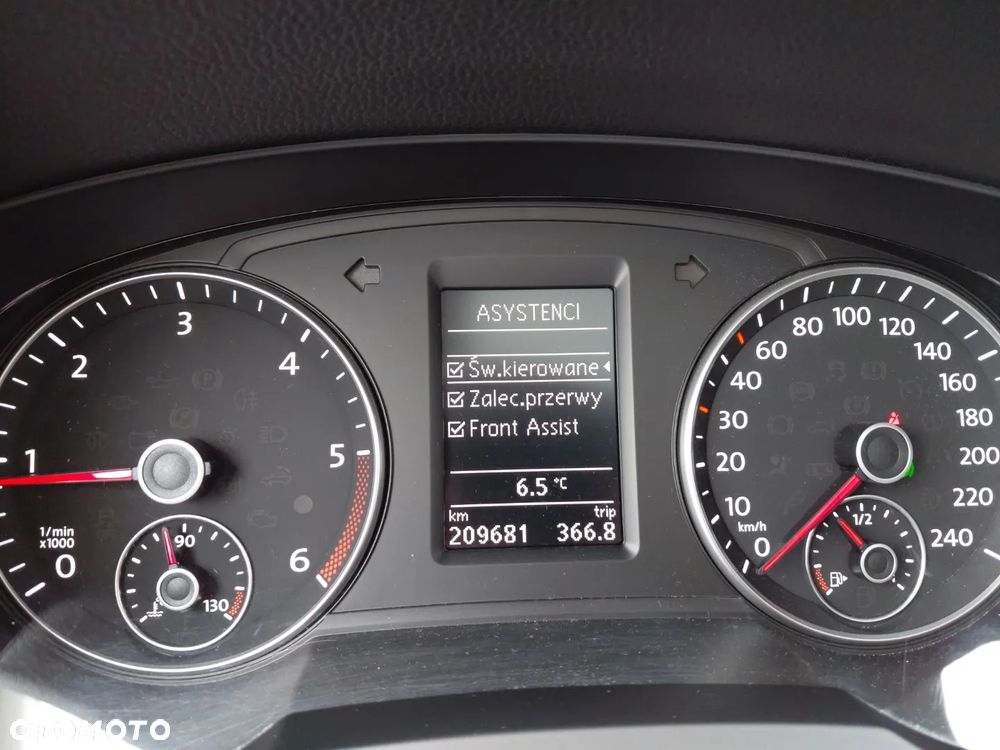 ASYSTENCI
Św.kierowane
Zalec.przerwy
Front Assist
6.5 °C
km trip
209681 366.8
0 1 2 3 4 5 6
1/min
x1000
90
130
0 10 20 30 40 60 80 100 120 140 160 180 200 220 240
km/h
1/2
OTOMOTO